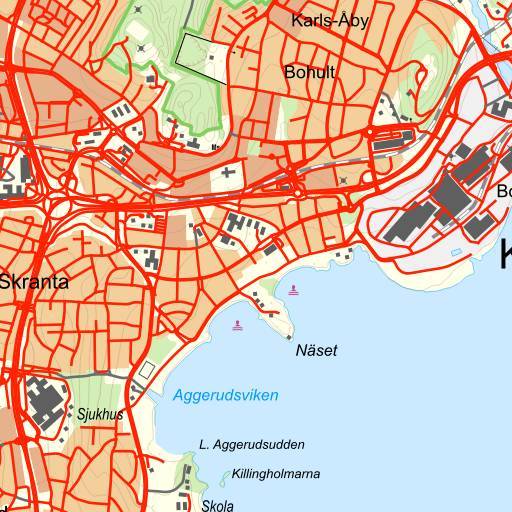 Karls-Åby
Bohult
Bo
K
Skranta
Näset
Aggerudsviken
Sjukhus
L. Aggerudsudden
Killingholmarna
Skola
d